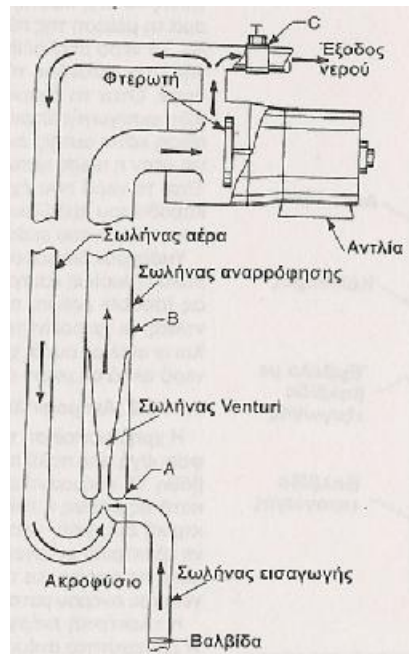 C
Έξοδος
νερού
Φτερωτή
Αντλία
Σωλήνας αέρα
Σωλήνας αναρρόφησης
B
Σωλήνας Venturi
A
Ακροφύσιο
Σωλήνας εισαγωγής
Βαλβίδα